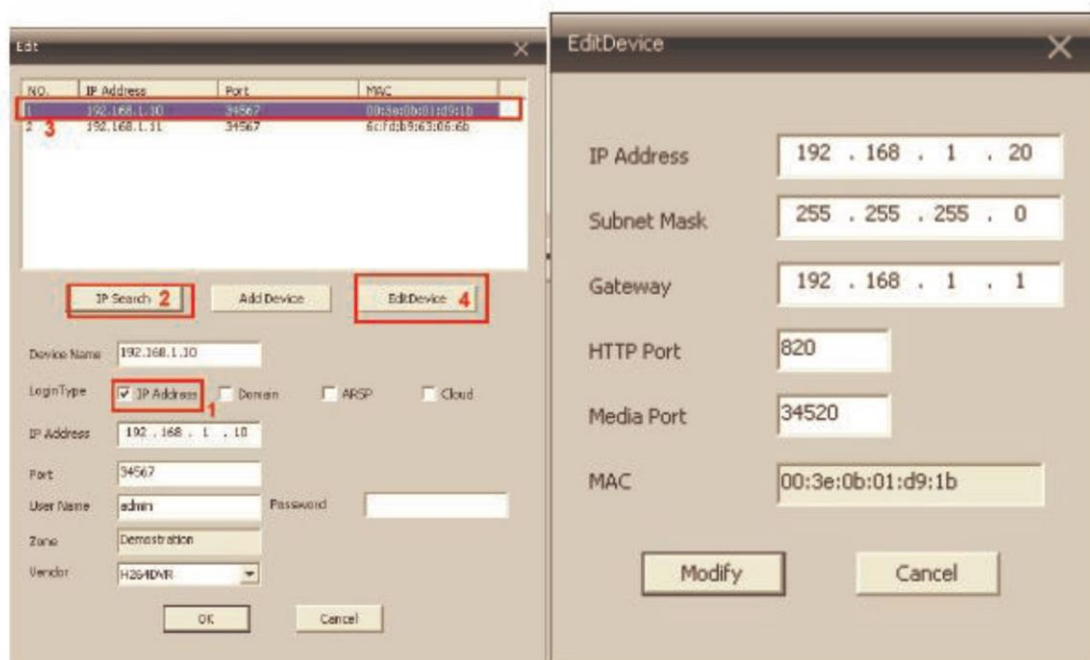 Edit
NO. IP Address Port MAC
1 192.168.1.10 34567 00:3e:0b:01:d9:1b
2 3 192.168.1.11 34567 6c:fd:b9:63:06:6b
IP Search 2 Add Device EditDevice 4
Device Name 192.168.1.10
LoginType IP Address 1 Domain ARSP Cloud
IP Address 192 . 168 . 1 . 10
Port 34567
User Name admin Password
Zone Demostration
Vendor H264DVR
OK Cancel
EditDevice
IP Address 192 . 168 . 1 . 20
Subnet Mask 255 . 255 . 255 . 0
Gateway 192 . 168 . 1 . 1
HTTP Port 820
Media Port 34520
MAC 00:3e:0b:01:d9:1b
Modify Cancel